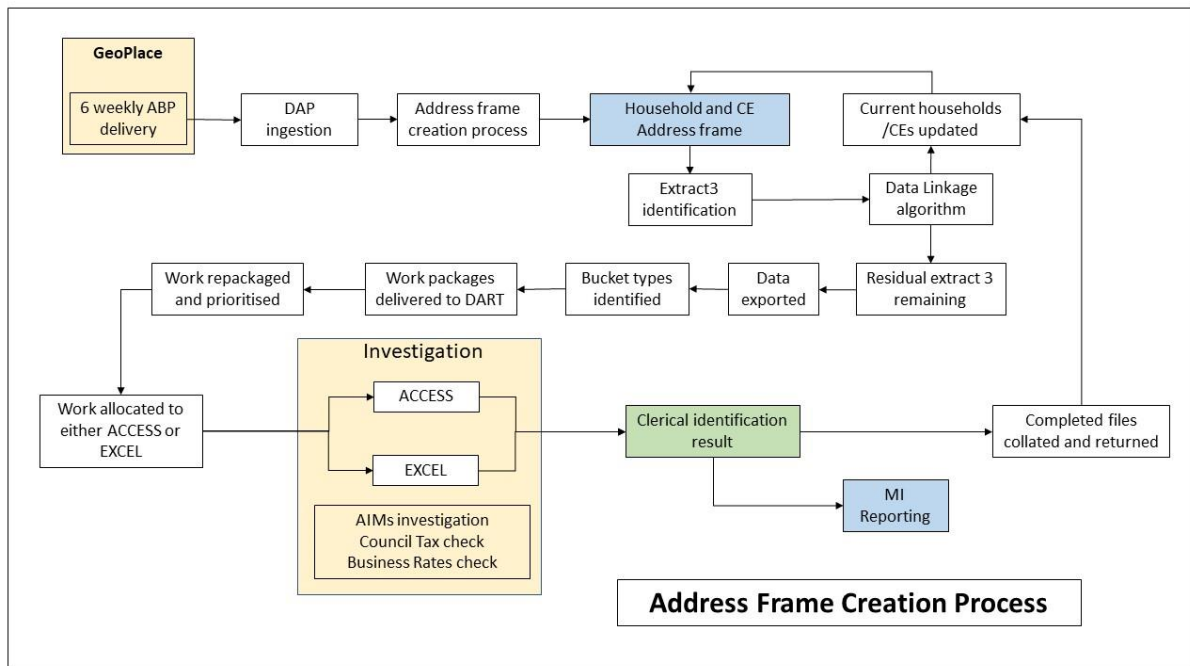 GeoPlace
6 weekly ABP
delivery
DAP
ingestion
Address frame
creation process
Household and CE
Address frame
Current households
/CEs updated
Extract3
identification
Data Linkage
algorithm
Work repackaged
and prioritised
Work packages
delivered to DART
Bucket types
identified
Data
exported
Residual extract 3
remaining
Investigation
ACCESS
EXCEL
Work allocated to
either ACCESS or
EXCEL
Clerical identification
result
Completed files
collated and returned
AIMs investigation
Council Tax check
Business Rates check
MI
Reporting
Address Frame Creation Process